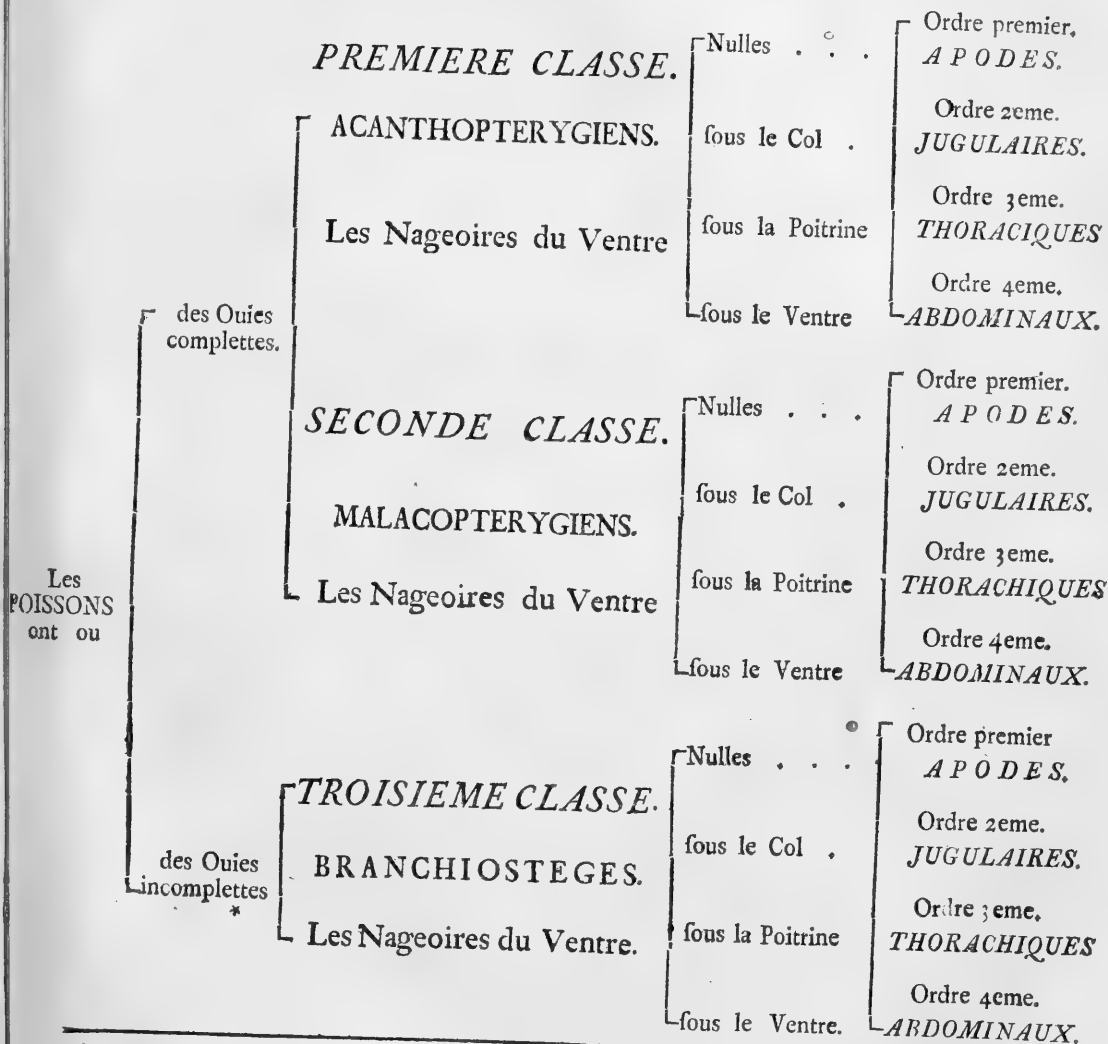 Les
POISSONS
ont ou
des Ouies
complettes.
PREMIERE CLASSE.
ACANTHOPTERYGIENS.
Les Nageoires du Ventre
Nulles . . .
Ordre premier.
APODES.
ſous le Col .
Ordre 2eme.
JUGULAIRES.
ſous la Poitrine
Ordre 3eme.
THORACIQUES
ſous le Ventre
Ordre 4eme.
ABDOMINAUX.
SECONDE CLASSE.
MALACOPTERYGIENS.
Les Nageoires du Ventre
Nulles . . .
Ordre premier.
APODES.
ſous le Col .
Ordre 2eme.
JUGULAIRES.
ſous la Poitrine
Ordre 3eme.
THORACHIQUES
ſous le Ventre
Ordre 4eme.
ABDOMINAUX.
des Ouies
incomplettes
*
TROISIEME CLASSE.
BRANCHIOSTEGES.
Les Nageoires du Ventre.
Nulles . . .
Ordre premier
APODES.
ſous le Col .
Ordre 2eme.
JUGULAIRES.
ſous la Poitrine
Ordre 3eme.
THORACHIQUES
ſous le Ventre.
Ordre 4eme.
ABDOMINAUX.